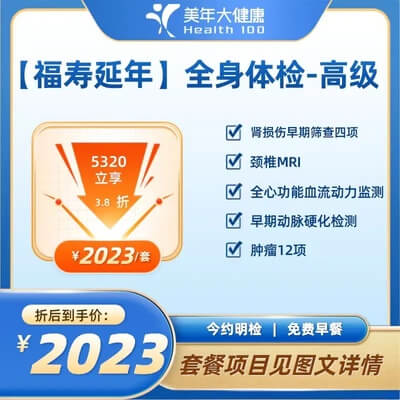 美年大健康
Health 100
【福寿延年】全身体检-高级
5320
立享
3.8 折
¥2023/套
肾损伤早期筛查四项
颈椎MRI
全心功能血流动力监测
早期动脉硬化检测
肿瘤12项
折后到手价:
¥2023
今约明检 | 免费早餐
套餐项目见图文详情